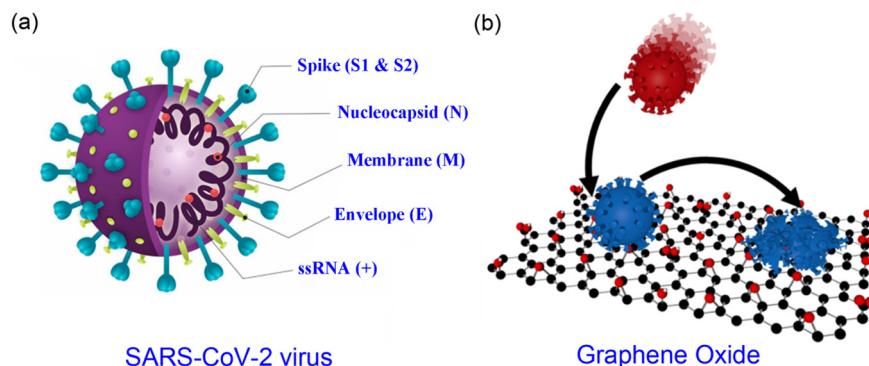 (a)
Spike (S1 & S2)
Nucleocapsid (N)
Membrane (M)
Envelope (E)
ssRNA (+)
SARS-CoV-2 virus
(b)
Graphene Oxide